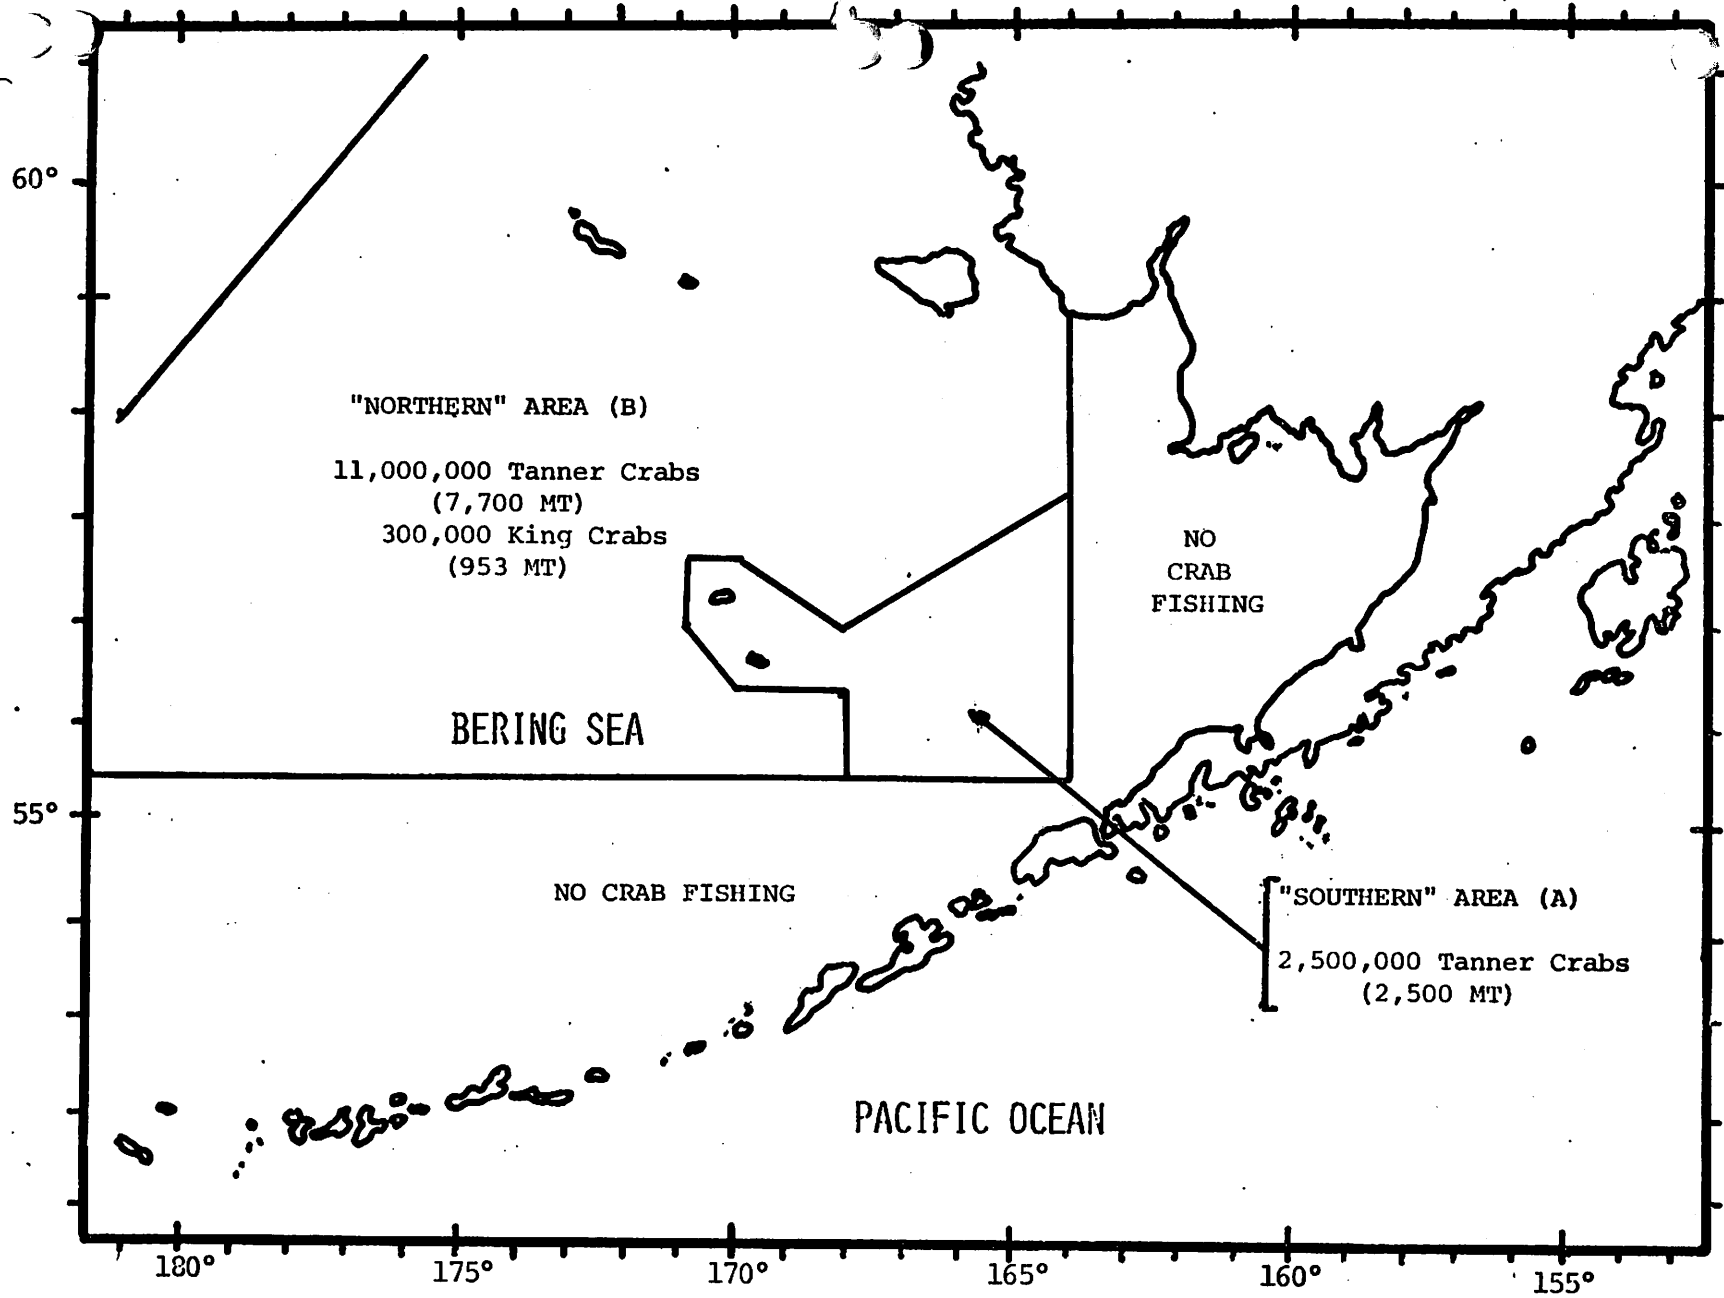 60°
"NORTHERN" AREA (B)
11,000,000 Tanner Crabs
(7,700 MT)
300,000 King Crabs
(953 MT)
NO
CRAB
FISHING
BERING SEA
55°
NO CRAB FISHING
"SOUTHERN" AREA (A)
2,500,000 Tanner Crabs
(2,500 MT)
PACIFIC OCEAN
180° 175° 170° 165° 160° 155°